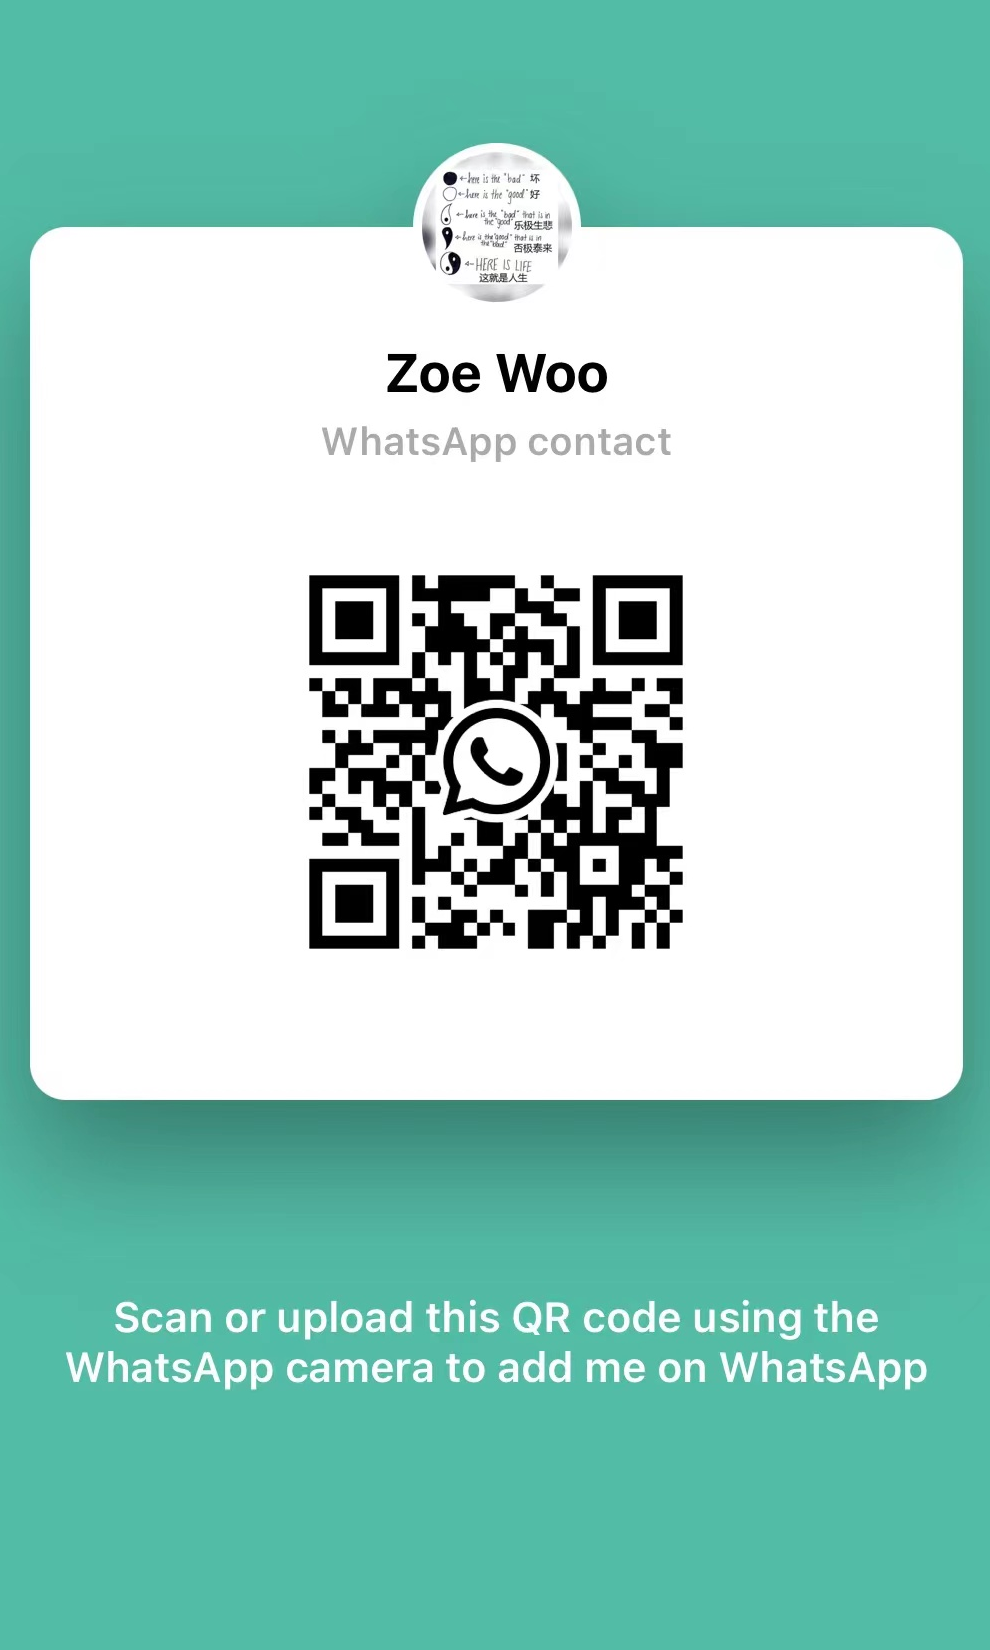 here is the "bad" 坏
here is the "good" 好
here is the "bad" that is in
the "good" 乐极生悲
here is the "good" that is in
the "bad" 否极泰来
HERE IS LIFE
这就是人生
Zoe Woo
WhatsApp contact
Scan or upload this QR code using the
WhatsApp camera to add me on WhatsApp